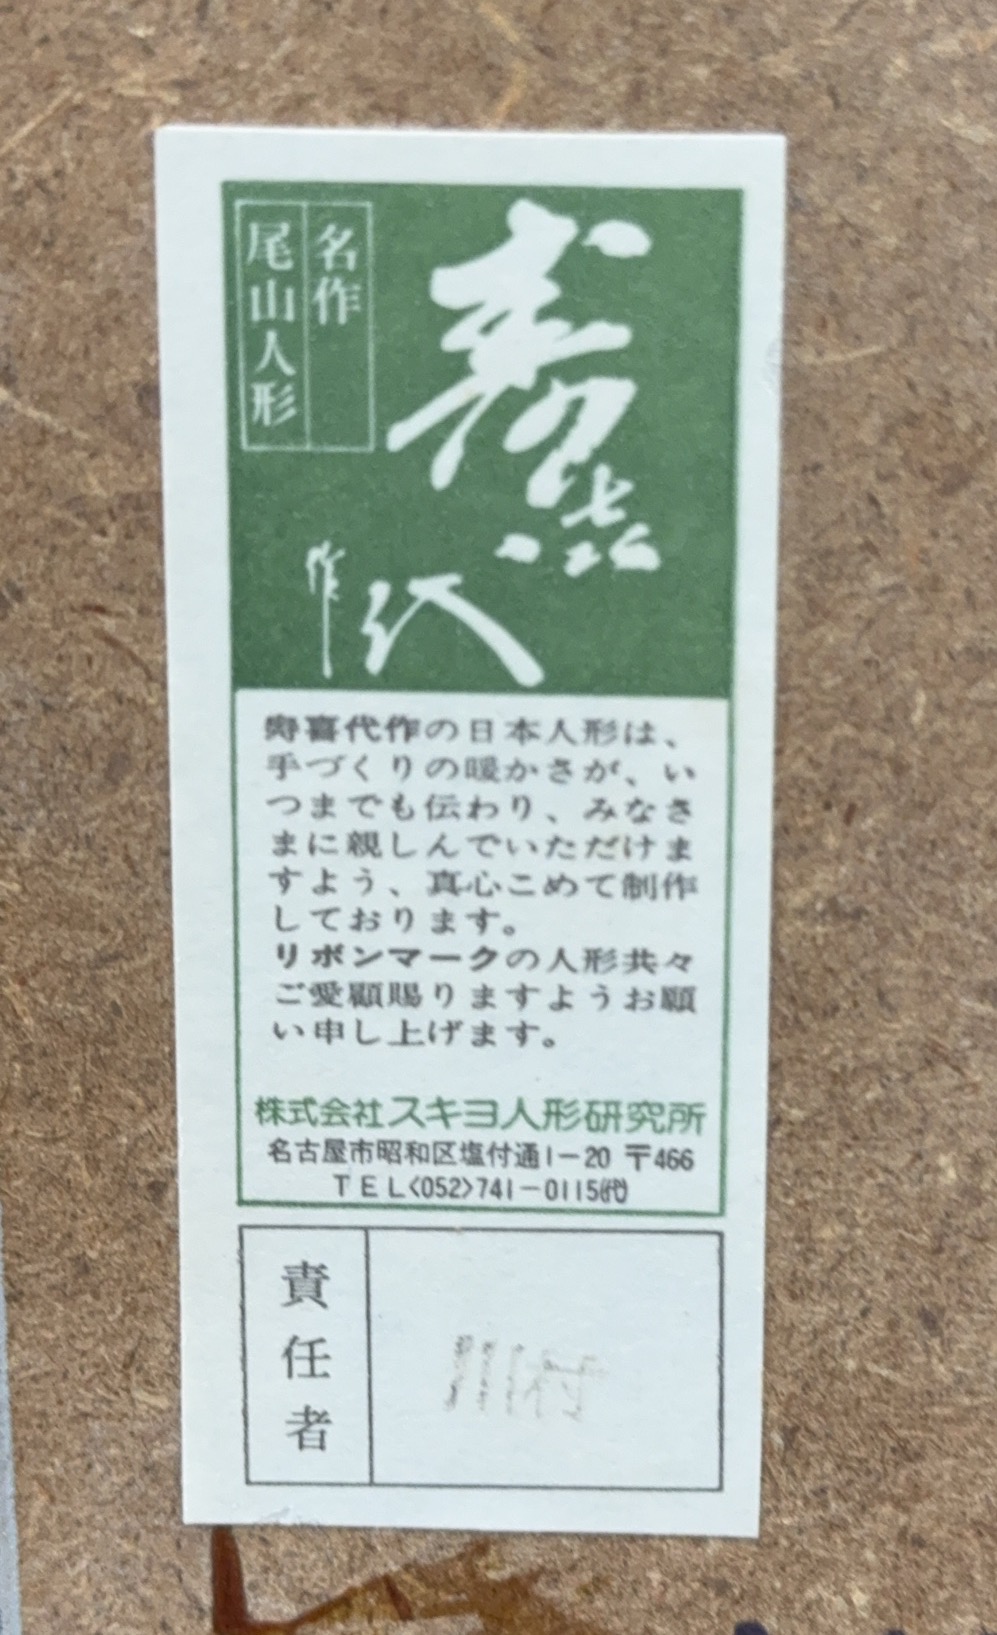 名作
尾山人形
寿喜代
作
寿喜代作の日本人形は、
手づくりの暖かさが、い
つまでも伝わり、みなさ
まに親しんでいただけま
すよう、真心こめて制作
しております。
リボンマークの人形共々
ご愛顧賜りますようお願
い申し上げます。
株式会社スキヨ人形研究所
名古屋市昭和区塩付通1-20 〒466
TEL<052>741-0115㈹
責任者
川村